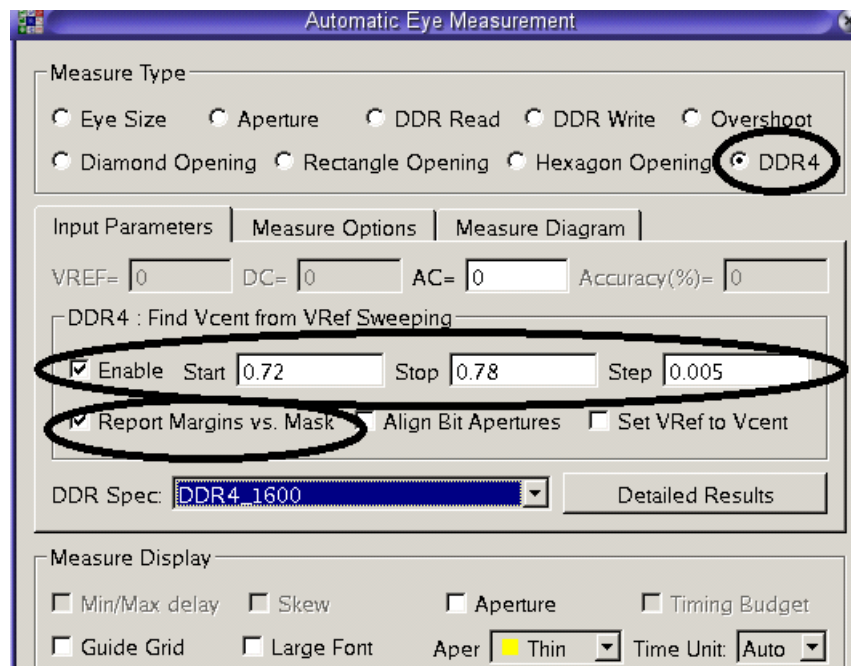 Automatic Eye Measurement
Measure Type
Eye Size Aperture DDR Read DDR Write Overshoot
Diamond Opening Rectangle Opening Hexagon Opening DDR4
Input Parameters Measure Options Measure Diagram
VREF= 0 DC= 0 AC= 0 Accuracy(%)= 0
DDR4 : Find Vcent from VRef Sweeping
Enable Start 0.72 Stop 0.78 Step 0.005
Report Margins vs. Mask Align Bit Apertures Set VRef to Vcent
DDR Spec: DDR4_1600 Detailed Results
Measure Display
Min/Max delay Skew Aperture Timing Budget
Guide Grid Large Font Aper Thin Time Unit: Auto